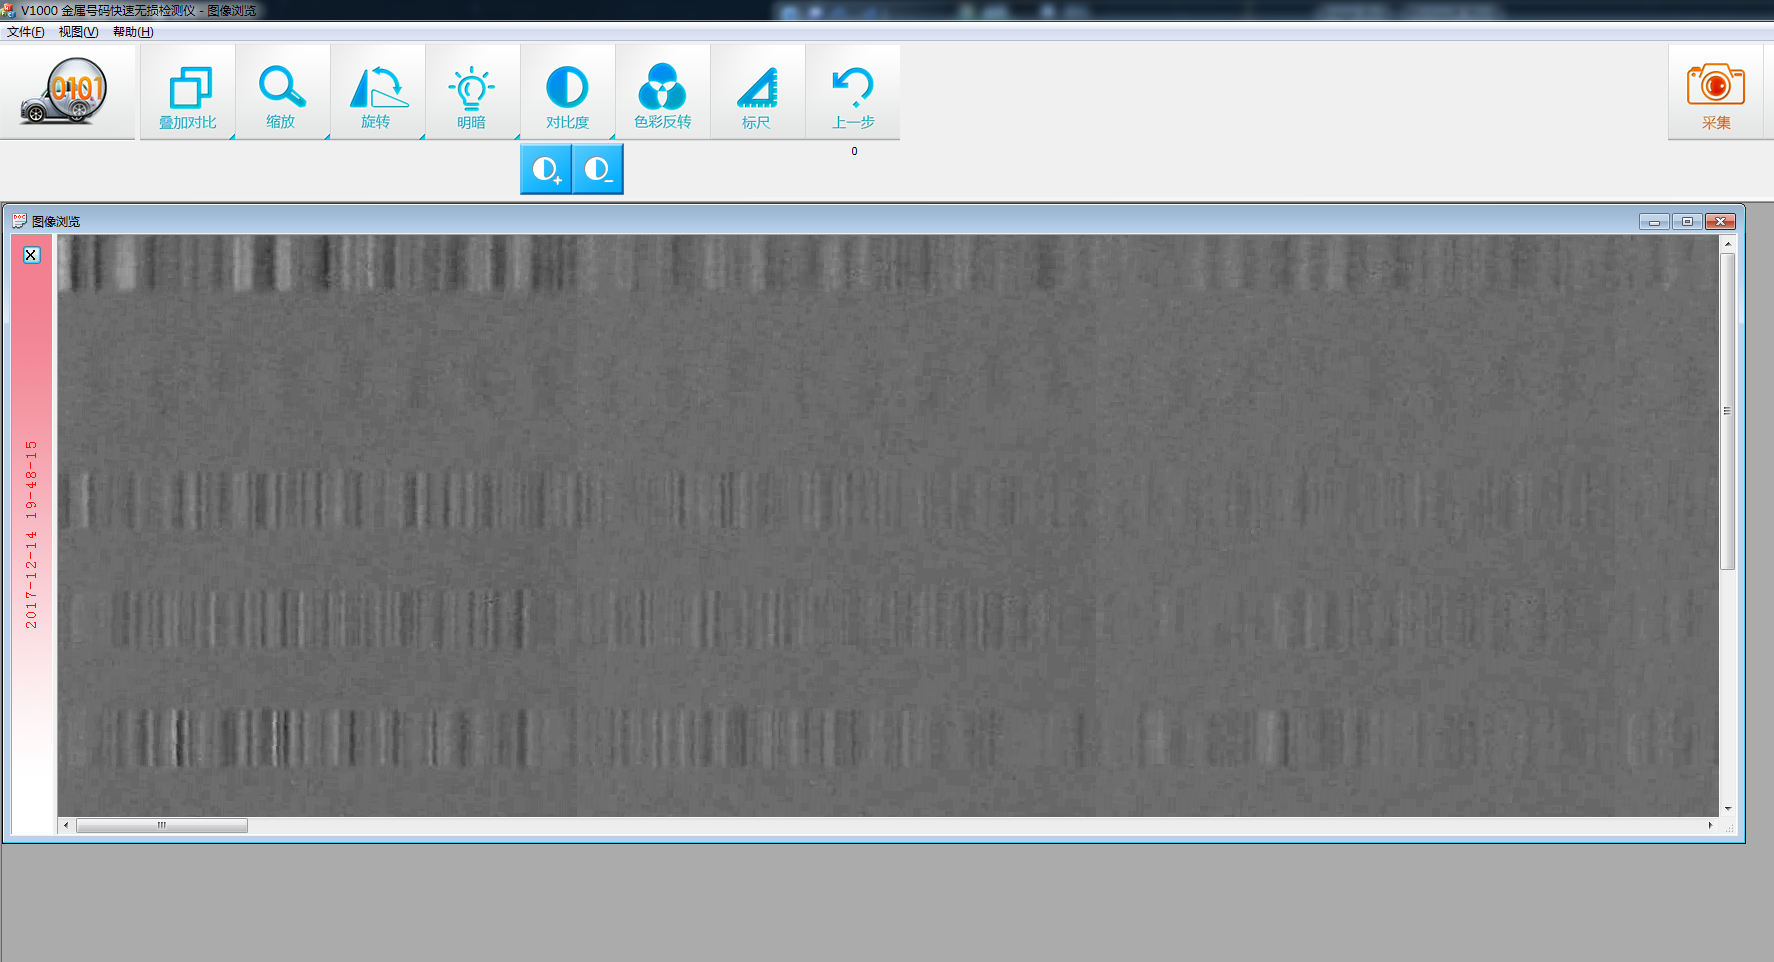 V1000 金属号码快速无损检测仪 - 图像浏览
文件(F) 视图(V) 帮助(H)
0101
叠加对比 缩放 旋转 明暗 对比度 色彩反转 标尺 上一步 采集
0
图像浏览
X
2017-12-14 19-48-15